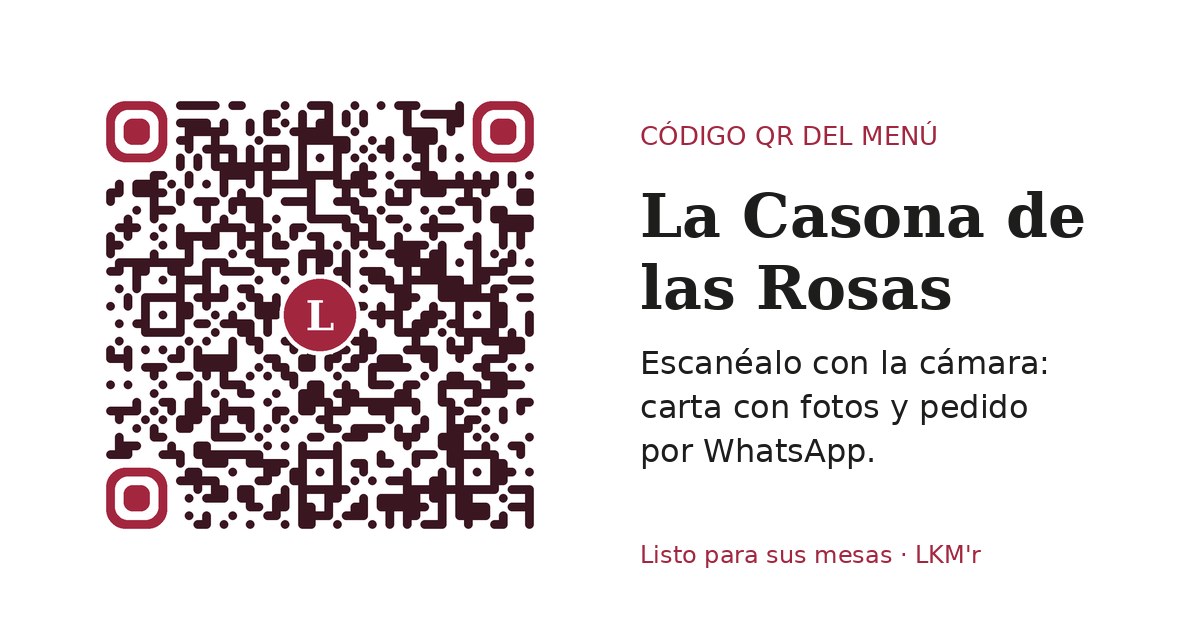 L
CÓDIGO QR DEL MENÚ
La Casona de
las Rosas
Escanéalo con la cámara:
carta con fotos y pedido
por WhatsApp.
Listo para sus mesas · LKM'r